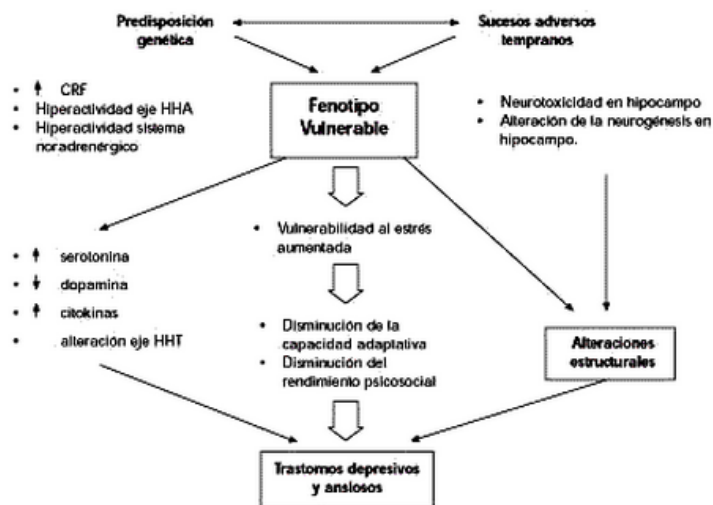 Predisposición
genética
Sucesos adversos
tempranos
• ↑ CRF
• Hiperactividad eje HHA
• Hiperactividad sistema
noradrenérgico
Fenotipo
Vulnerable
• Neurotoxicidad en hipocampo
• Alteración de la neurogénesis en
hipocampo.
• Vulnerabilidad al estrés
aumentada
• ↑ serotonina
• ↓ dopamina
• ↑ citokinas
• alteración eje HHT
• Disminución de la
capacidad adaptativa
• Disminución del
rendimiento psicosocial
Alteraciones
estructurales
Trastornos depresivos
y ansiosos